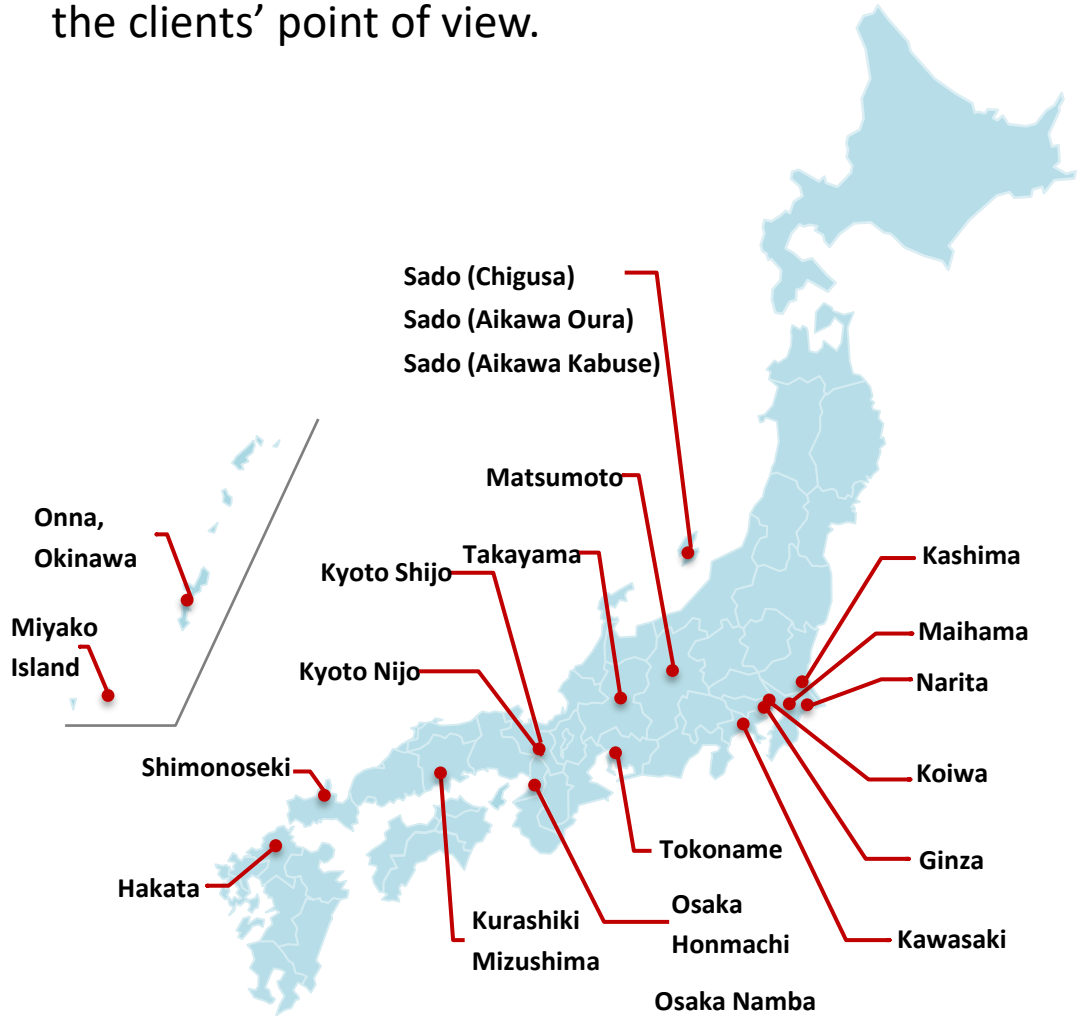 the clients’ point of view.
Sado (Chigusa)
Sado (Aikawa Oura)
Sado (Aikawa Kabuse)
Matsumoto
Onna,
Okinawa
Takayama
Kyoto Shijo
Kashima
Miyako
Island
Maihama
Kyoto Nijo
Narita
Shimonoseki
Koiwa
Tokoname
Ginza
Hakata
Kurashiki
Mizushima
Osaka
Honmachi
Kawasaki
Osaka Namba